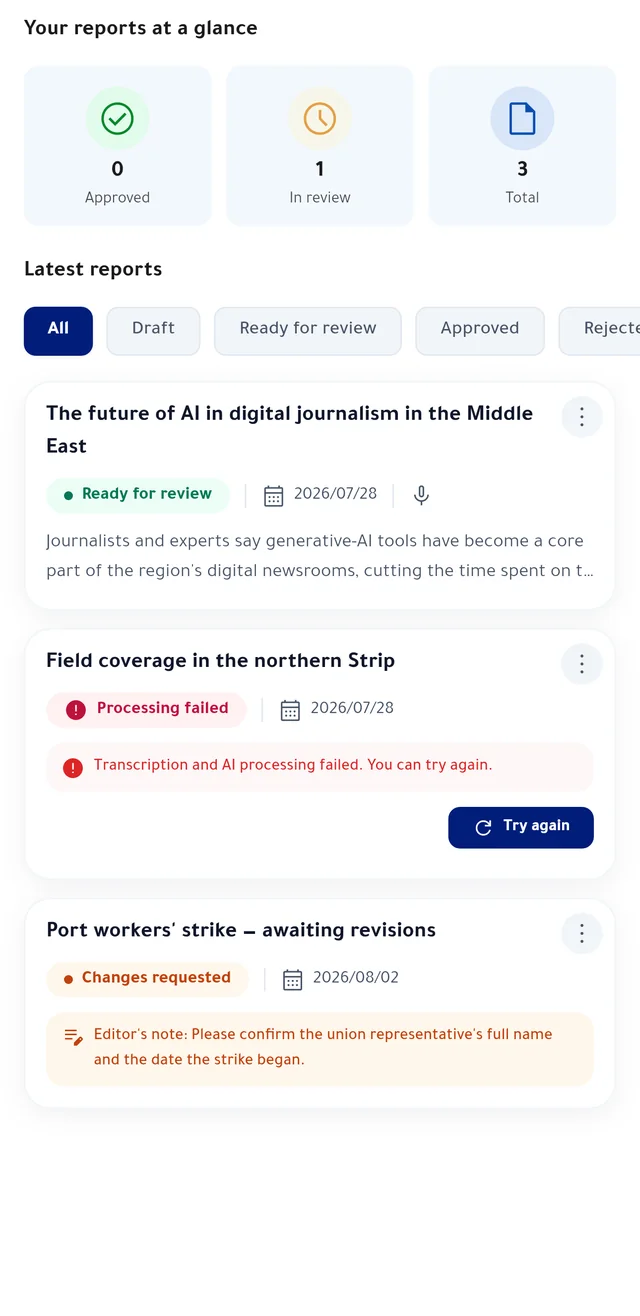 Your reports at a glance
0
Approved
1
In review
3
Total
Latest reports
All
Draft
Ready for review
Approved
The future of AI in digital journalism in the Middle
East
Ready for review
2026/07/28
Journalists and experts say generative-AI tools have become a core
part of the region's digital newsrooms, cutting the time spent on t…
Field coverage in the northern Strip
Processing failed
2026/07/28
Transcription and AI processing failed. You can try again.
Try again
Port workers' strike – awaiting revisions
Changes requested
2026/08/02
Editor's note: Please confirm the union representative's full name
and the date the strike began.